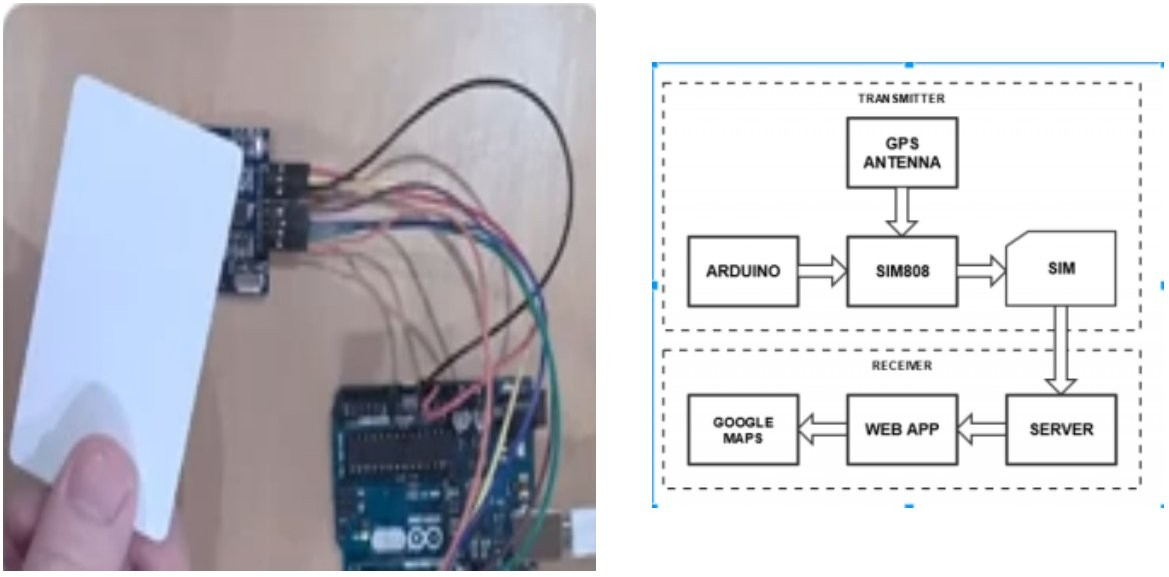 TRANSMITTER
GPS
ANTENNA
ARDUINO
SIM808
SIM
RECEIVER
GOOGLE
MAPS
WEB APP
SERVER